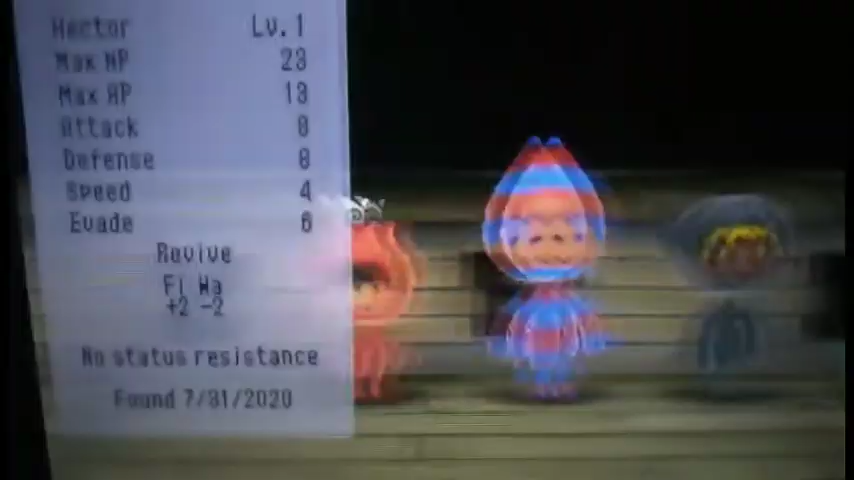 Hector Lv. 1
Max HP 23
Max AP 13
Attack 8
Defense 8
Speed 4
Evade 6
Revive
Fi Wa
+2 -2
No status resistance
Found 7/31/2020